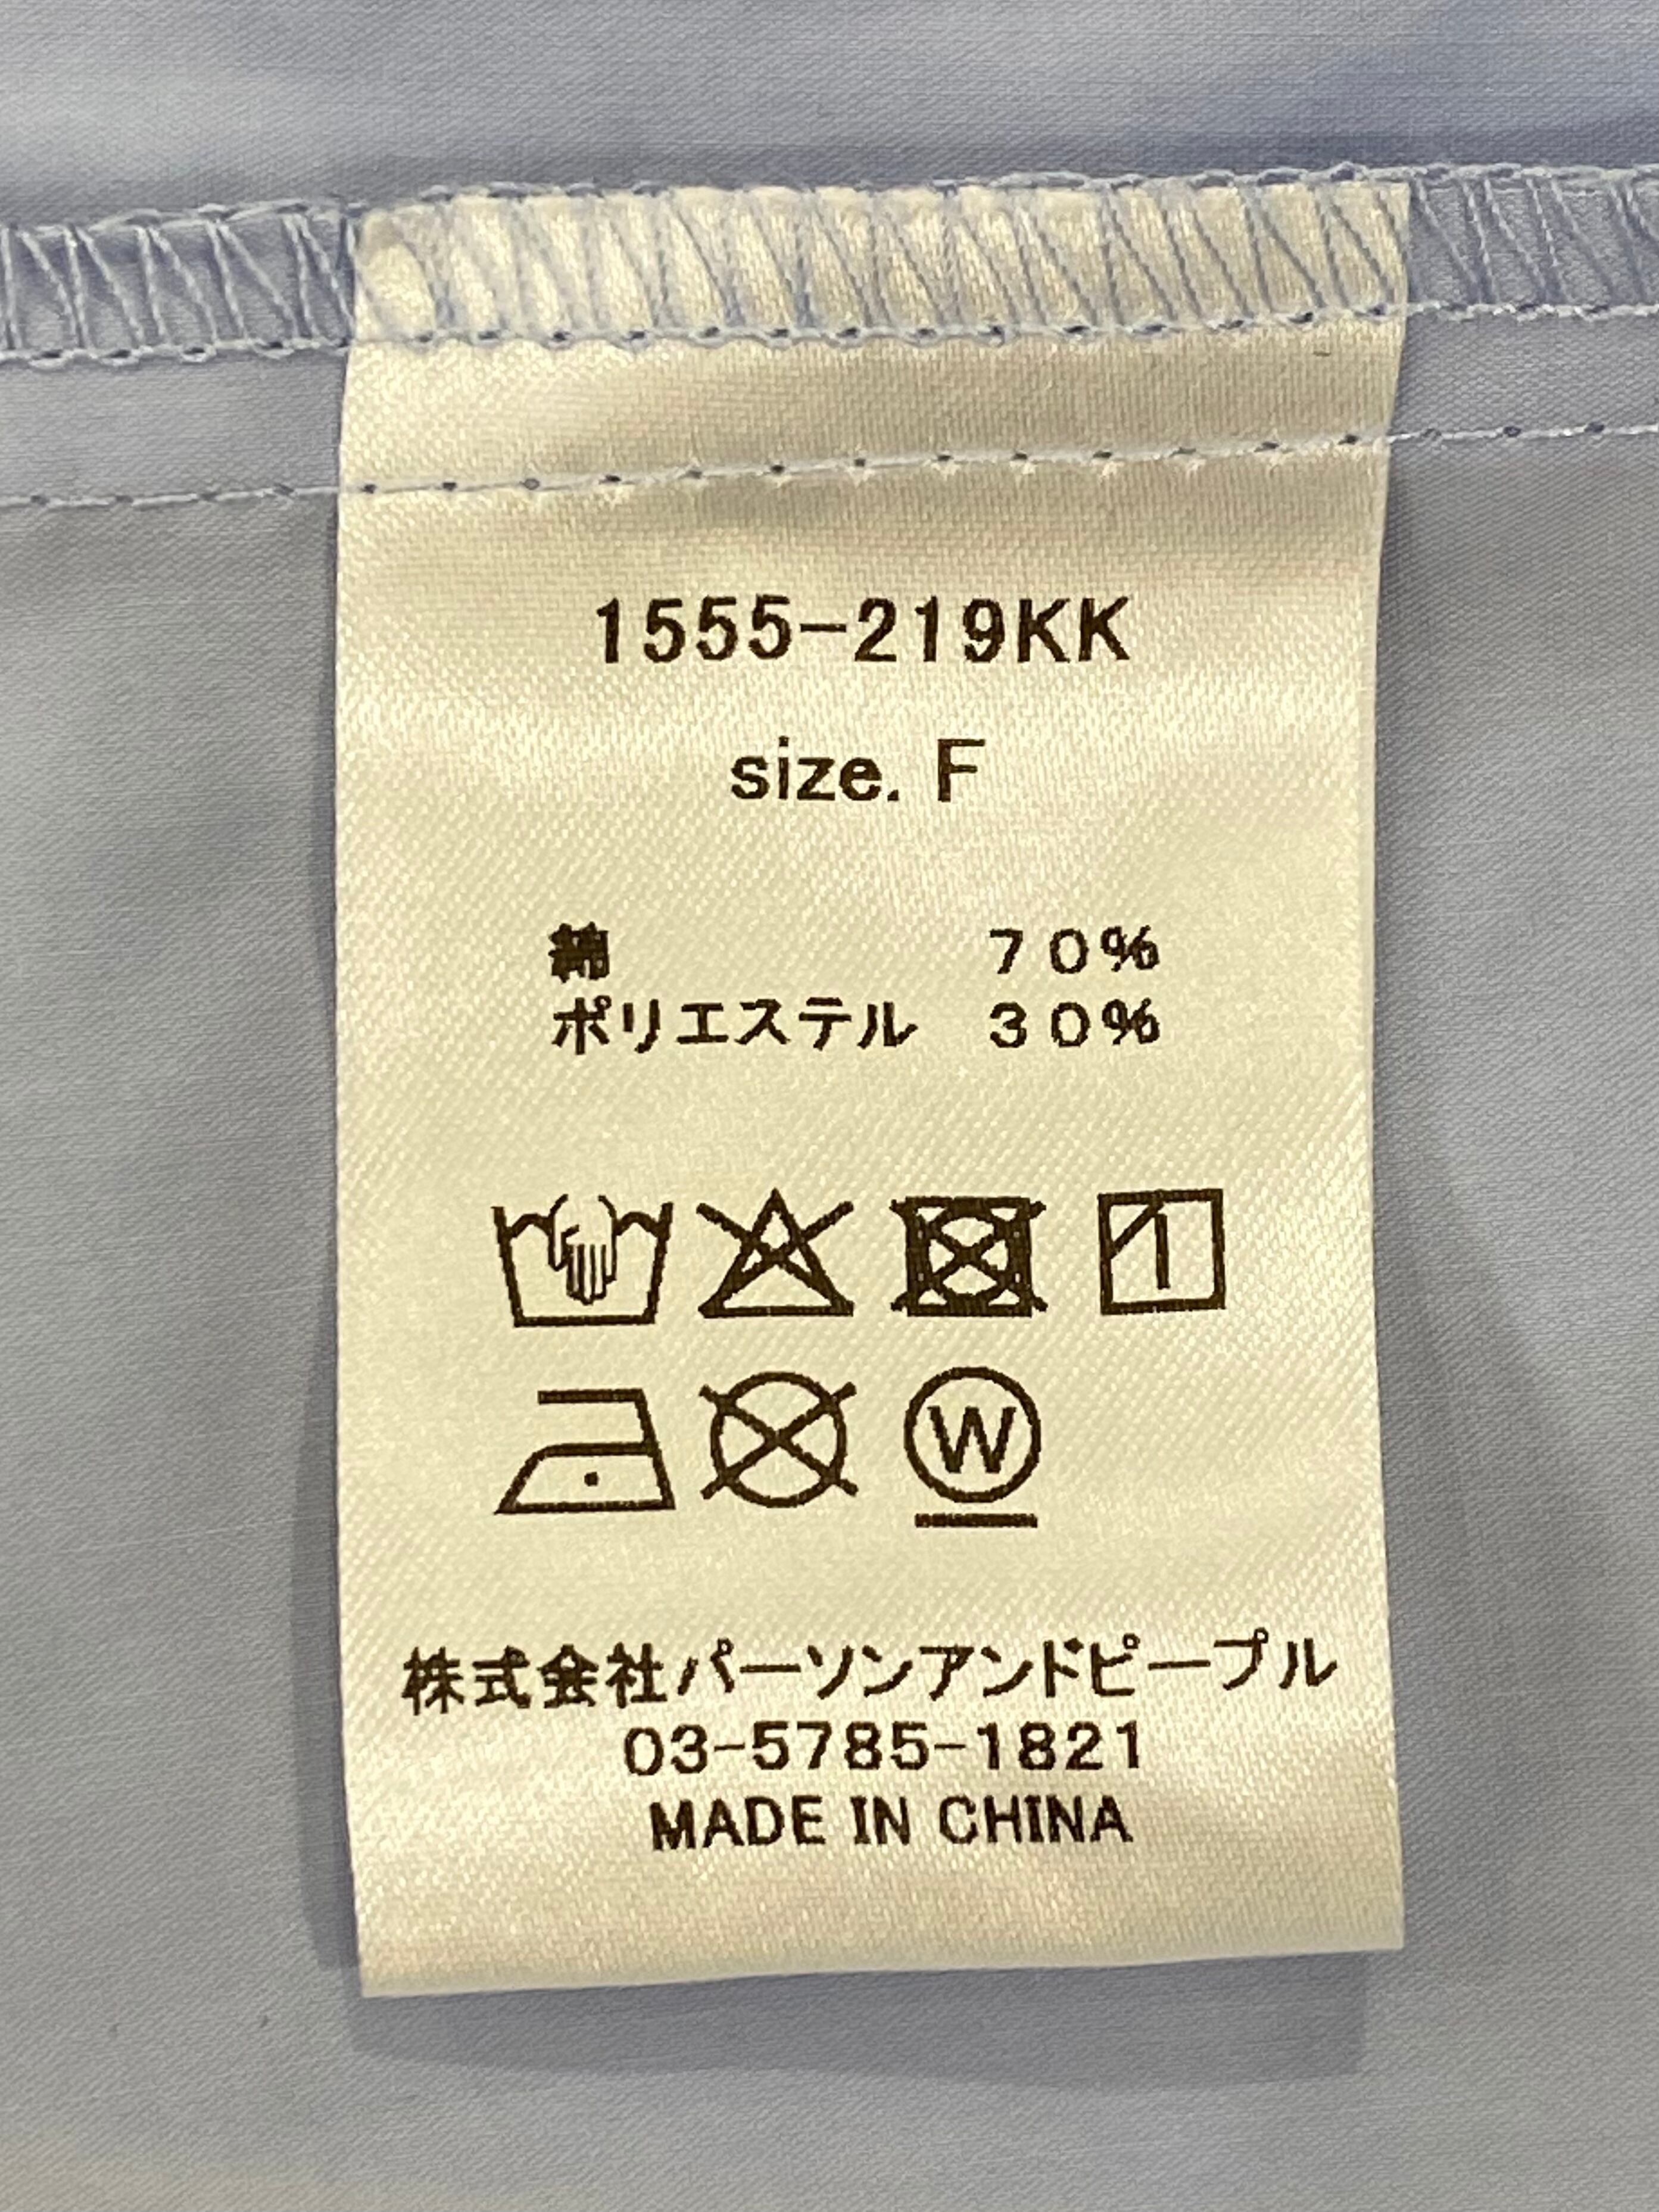 1555-219KK
size. F
綿 70%
ポリエステル 30%
1
W
株式会社パーソンアンドピープル
03-5785-1821
MADE IN CHINA